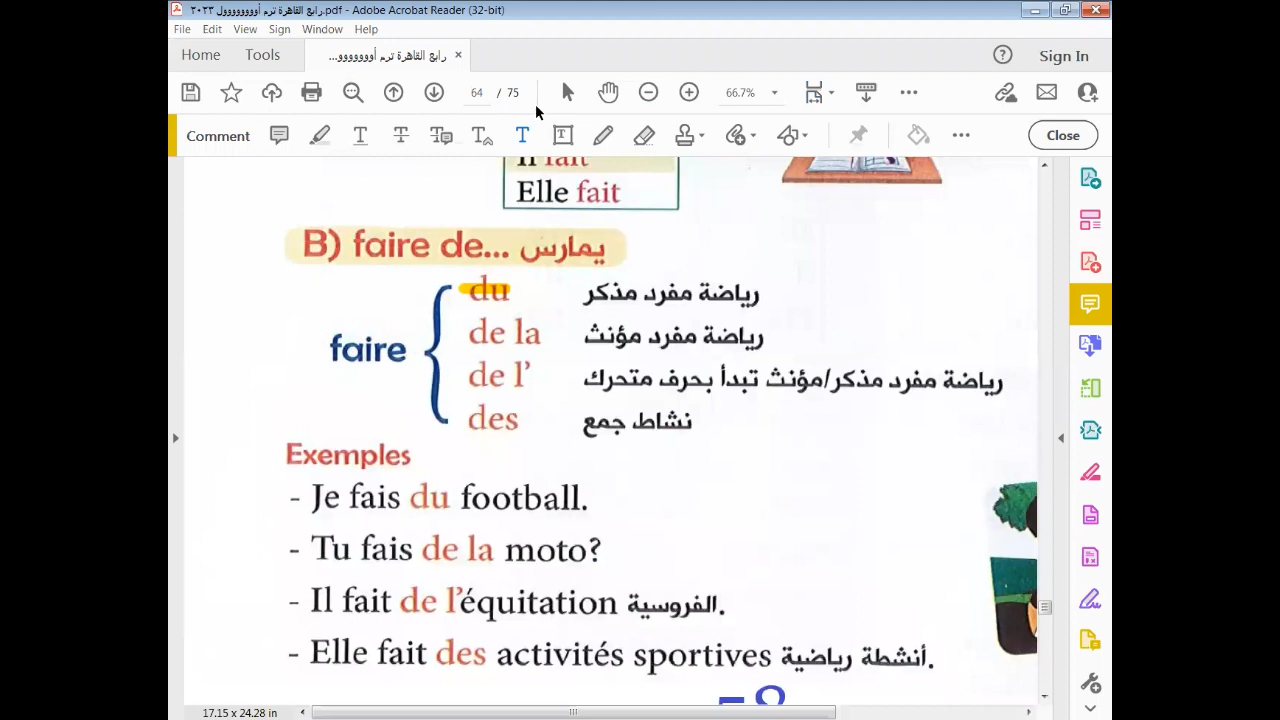 رابع القاهرة ترم أووووووول ٢٠٢٣.pdf - Adobe Acrobat Reader (32-bit)
File Edit View Sign Window Help
Home Tools رابع القاهرة ترم أووووووو... × Sign In
64 / 75 66.7%
Comment Close
Il fait
Elle fait
B) faire de... يمارس
du رياضة مفرد مذكر
de la رياضة مفرد مؤنث
faire
de l' رياضة مفرد مذكر/مؤنث تبدأ بحرف متحرك
des نشاط جمع
Exemples
- Je fais du football.
- Tu fais de la moto?
- Il fait de l'équitation الفروسية.
- Elle fait des activités sportives أنشطة رياضية.
17.15 x 24.28 in